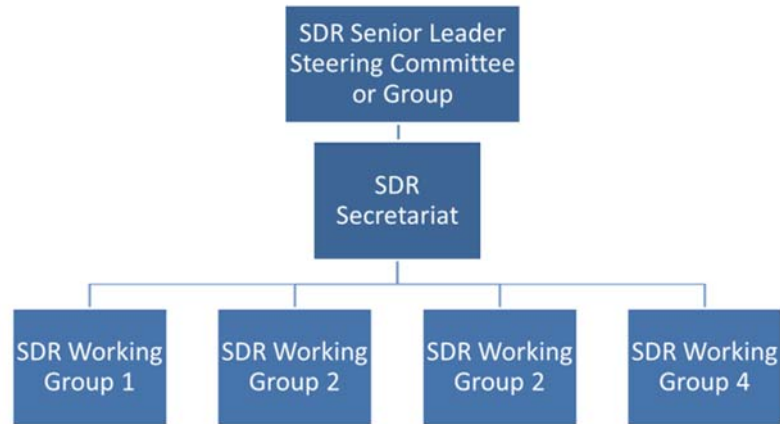 SDR Senior Leader
Steering Committee
or Group
SDR
Secretariat
SDR Working
Group 1
SDR Working
Group 2
SDR Working
Group 2
SDR Working
Group 4